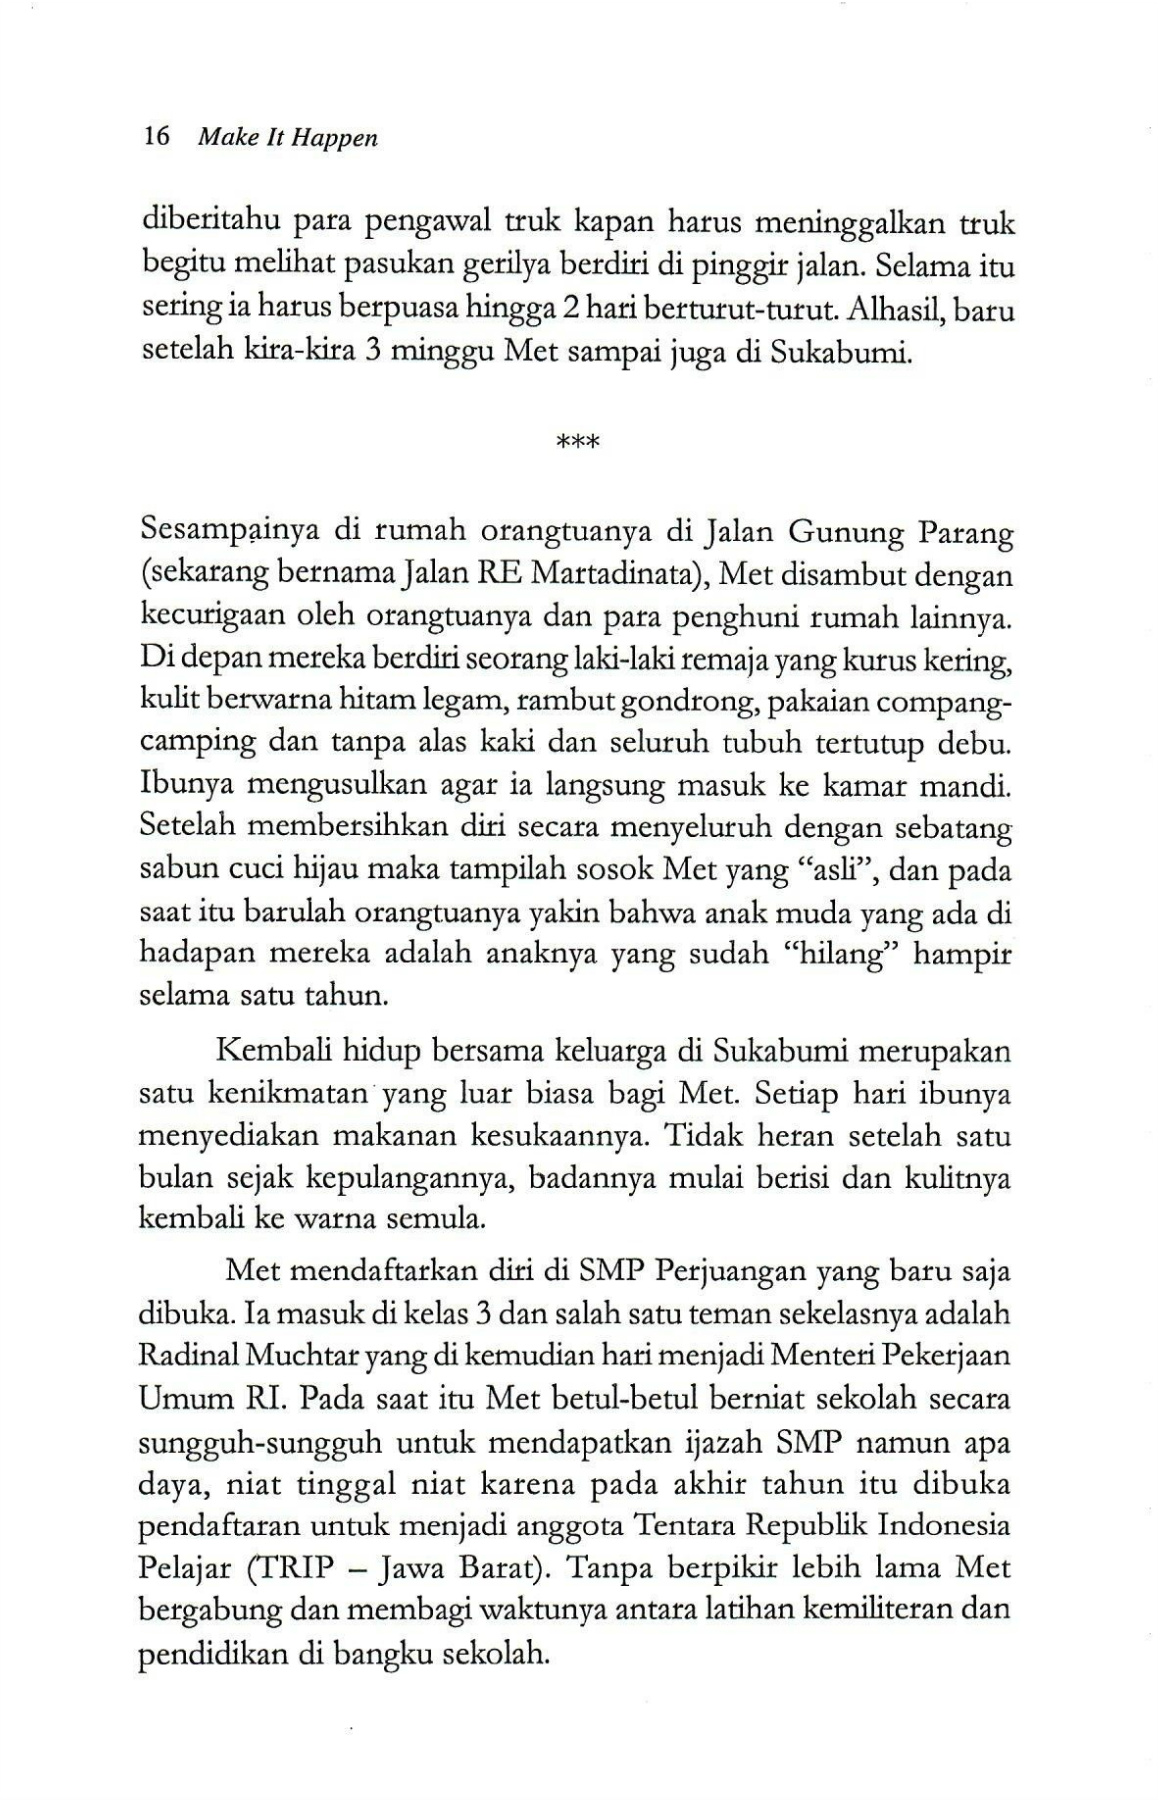 16 Make It Happen
diberitahu para pengawal truk kapan harus meninggalkan truk
begitu melihat pasukan gerilya berdiri di pinggir jalan. Selama itu
sering ia harus berpuasa hingga 2 hari berturut-turut. Alhasil, baru
setelah kira-kira 3 minggu Met sampai juga di Sukabumi.
***
Sesampainya di rumah orangtuanya di Jalan Gunung Parang
(sekarang bernama Jalan RE Martadinata), Met disambut dengan
kecurigaan oleh orangtuanya dan para penghuni rumah lainnya.
Di depan mereka berdiri seorang laki-laki remaja yang kurus kering,
kulit berwarna hitam legam, rambut gondrong, pakaian compang-
camping dan tanpa alas kaki dan seluruh tubuh tertutup debu.
Ibunya mengusulkan agar ia langsung masuk ke kamar mandi.
Setelah membersihkan diri secara menyeluruh dengan sebatang
sabun cuci hijau maka tampilah sosok Met yang “asli”, dan pada
saat itu barulah orangtuanya yakin bahwa anak muda yang ada di
hadapan mereka adalah anaknya yang sudah “hilang” hampir
selama satu tahun.
Kembali hidup bersama keluarga di Sukabumi merupakan
satu kenikmatan yang luar biasa bagi Met. Setiap hari ibunya
menyediakan makanan kesukaannya. Tidak heran setelah satu
bulan sejak kepulangannya, badannya mulai berisi dan kulitnya
kembali ke warna semula.
Met mendaftarkan diri di SMP Perjuangan yang baru saja
dibuka. Ia masuk di kelas 3 dan salah satu teman sekelasnya adalah
Radinal Muchtar yang di kemudian hari menjadi Menteri Pekerjaan
Umum RI. Pada saat itu Met betul-betul berniat sekolah secara
sungguh-sungguh untuk mendapatkan ijazah SMP namun apa
daya, niat tinggal niat karena pada akhir tahun itu dibuka
pendaftaran untuk menjadi anggota Tentara Republik Indonesia
Pelajar (TRIP – Jawa Barat). Tanpa berpikir lebih lama Met
bergabung dan membagi waktunya antara latihan kemiliteran dan
pendidikan di bangku sekolah.